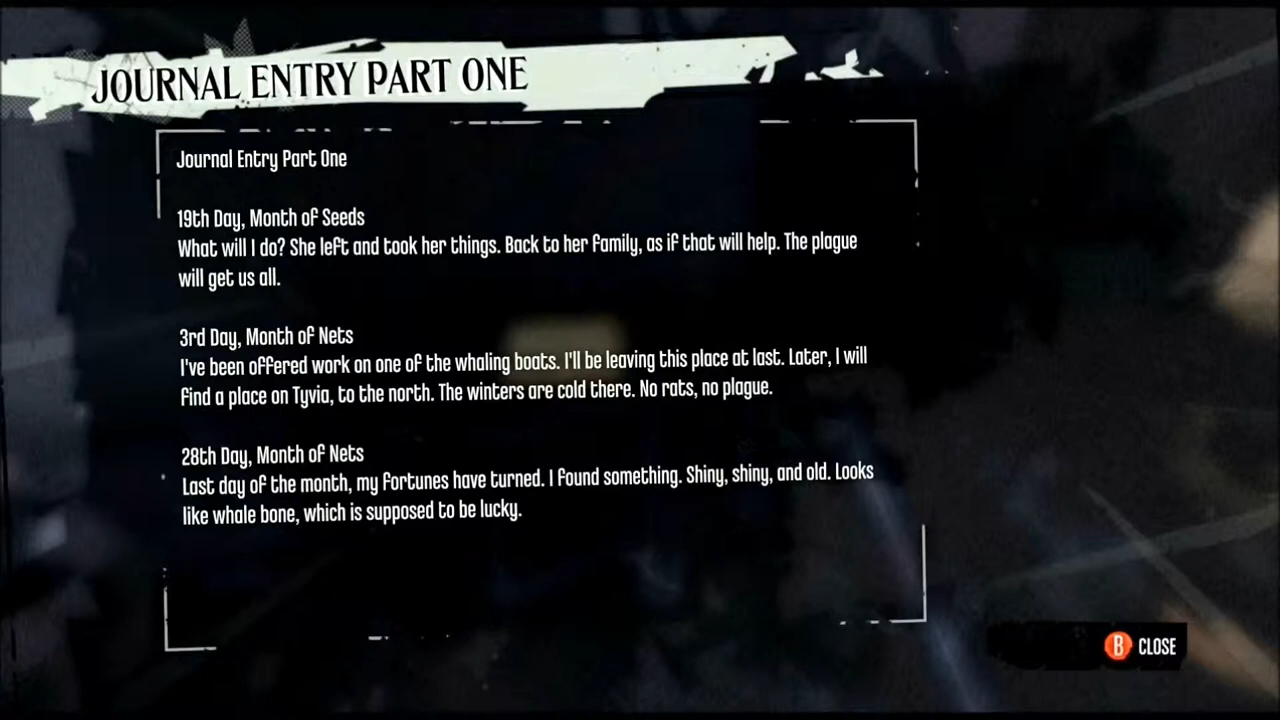 JOURNAL ENTRY PART ONE
Journal Entry Part One
19th Day, Month of Seeds
What will I do? She left and took her things. Back to her family, as if that will help. The plague
will get us all.
3rd Day, Month of Nets
I've been offered work on one of the whaling boats. I'll be leaving this place at last. Later, I will
find a place on Tyvia, to the north. The winters are cold there. No rats, no plague.
28th Day, Month of Nets
Last day of the month, my fortunes have turned. I found something. Shiny, shiny, and old. Looks
like whale bone, which is supposed to be lucky.
B CLOSE